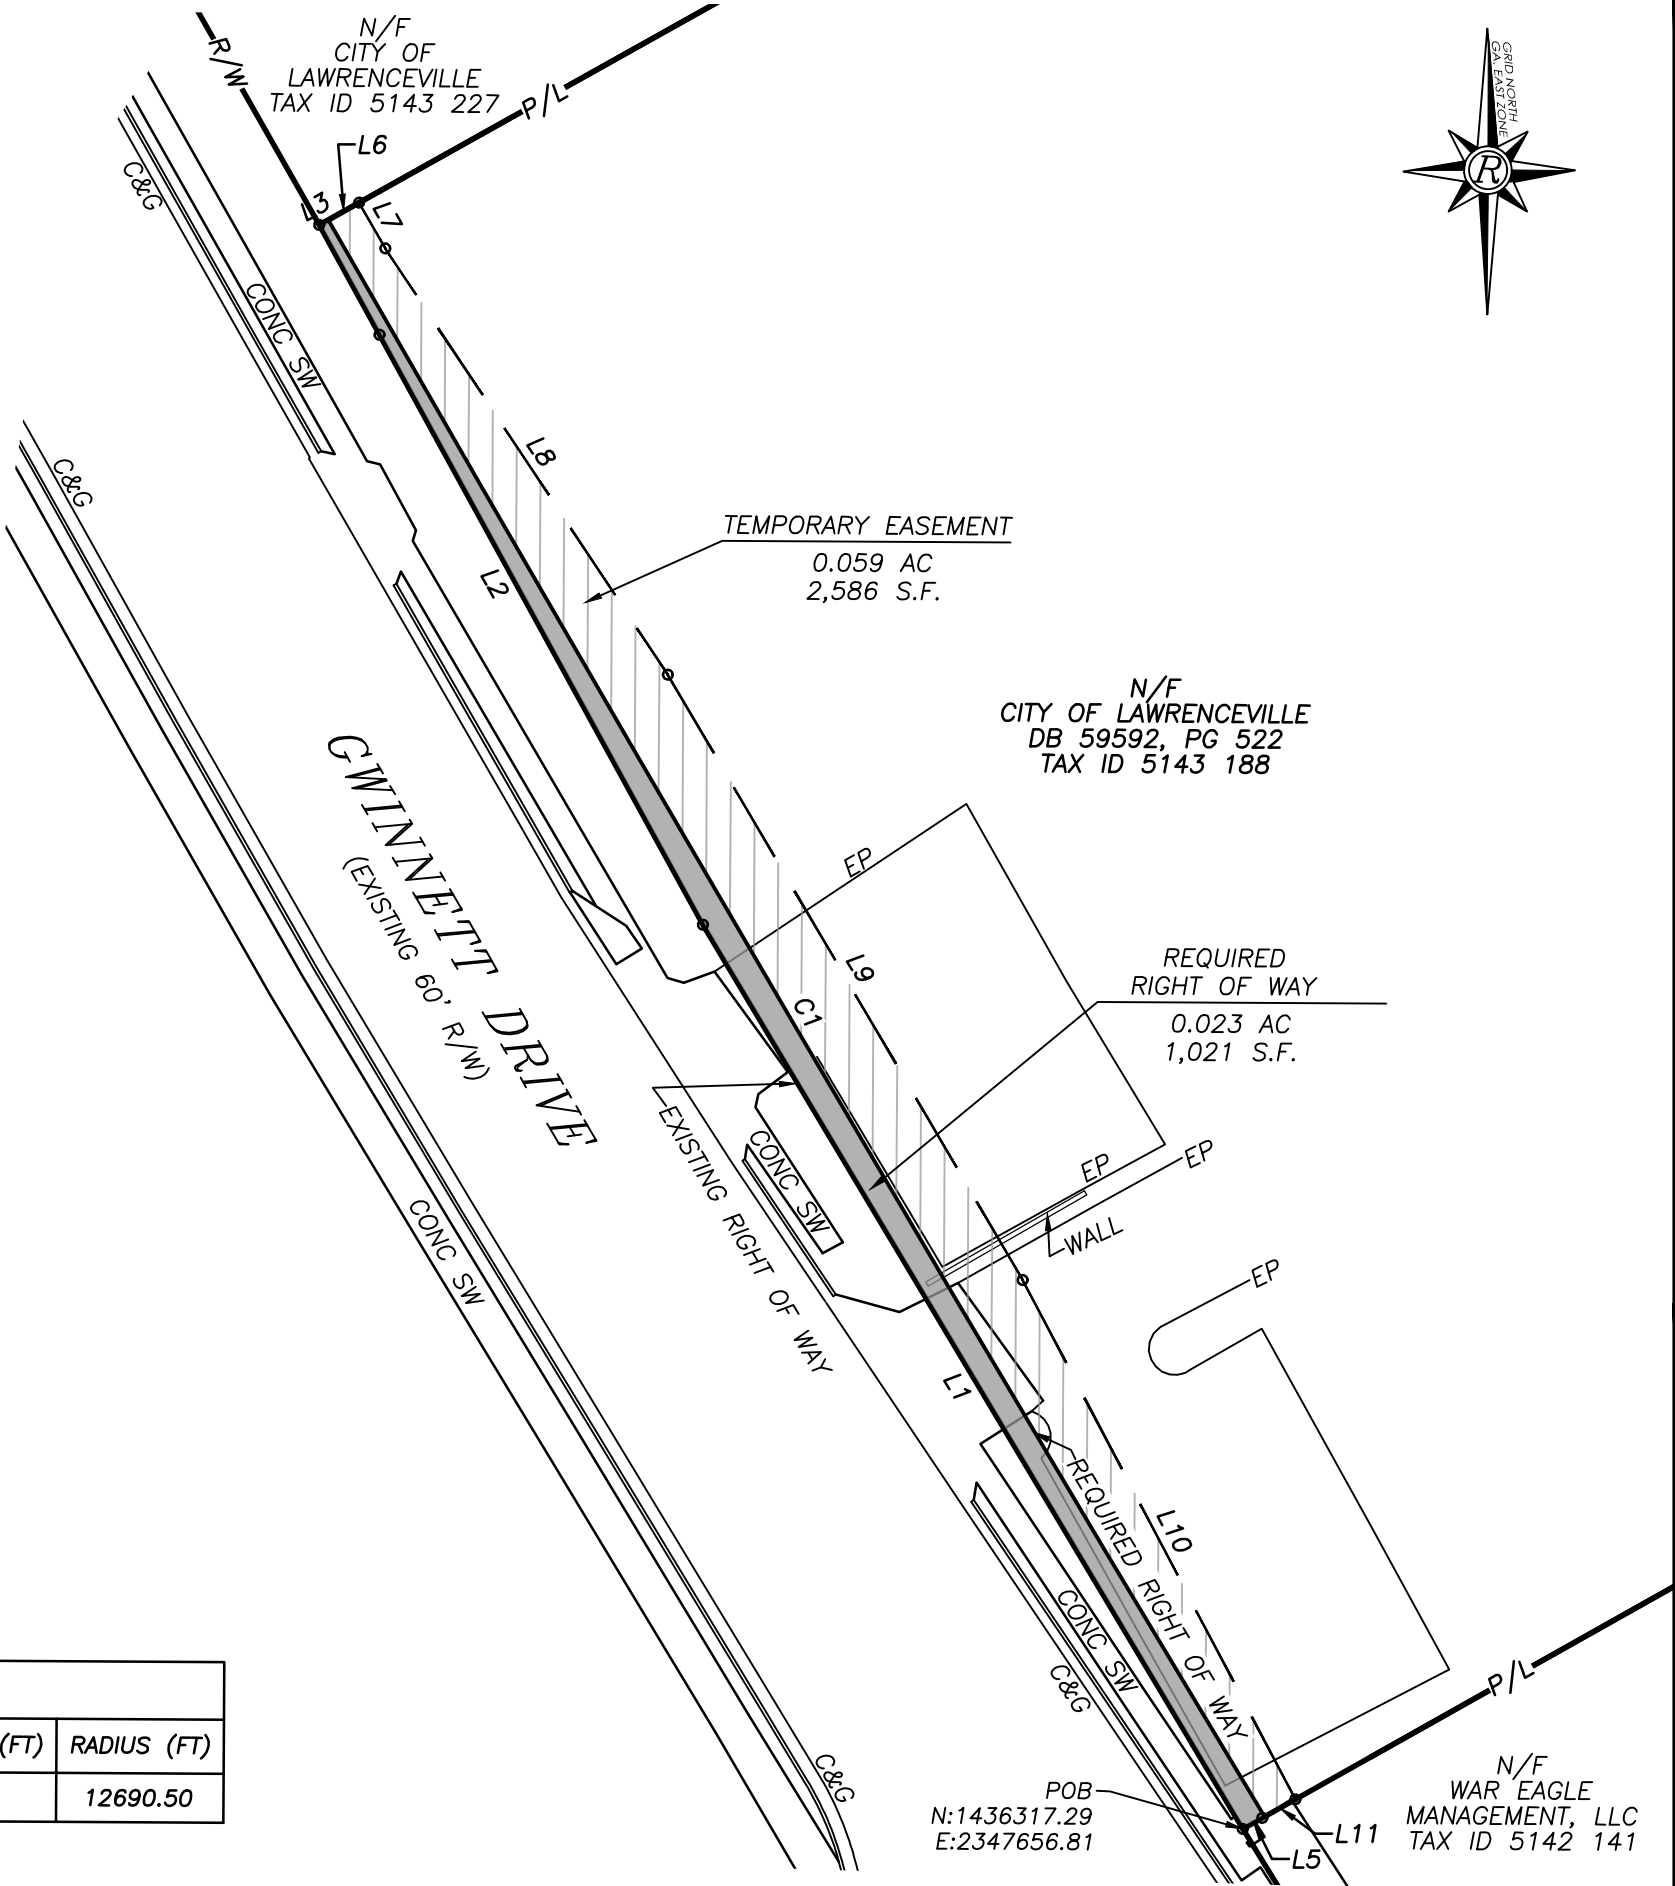 N/F
CITY OF
LAWRENCEVILLE
TAX ID 5143 227
R/W
P/L
GRID NORTH
GA. EAST ZONE
R
L6
L3
L7
C&G
CONC SW
L8
C&G
L2
TEMPORARY EASEMENT
0.059 AC
2,586 S.F.
N/F
CITY OF LAWRENCEVILLE
DB 59592, PG 522
TAX ID 5143 188
GWINNETT DRIVE
(EXISTING 60' R/W)
EP
L9
C1
REQUIRED
RIGHT OF WAY
0.023 AC
1,021 S.F.
EXISTING RIGHT OF WAY
CONC SW
EP
EP
WALL
CONC SW
EP
L1
REQUIRED RIGHT OF WAY
L10
CONC SW
C&G
P/L
C&G
(FT)
RADIUS (FT)
12690.50
POB
N:1436317.29
E:2347656.81
N/F
WAR EAGLE
MANAGEMENT, LLC
TAX ID 5142 141
L11
L5